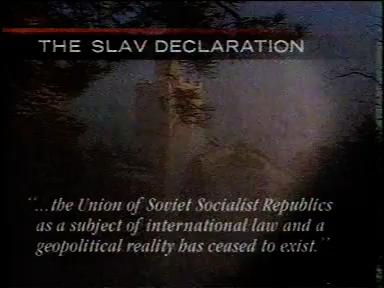 THE SLAV DECLARATION
"...the Union of Soviet Socialist Republics
as a subject of international law and a
geopolitical reality has ceased to exist."